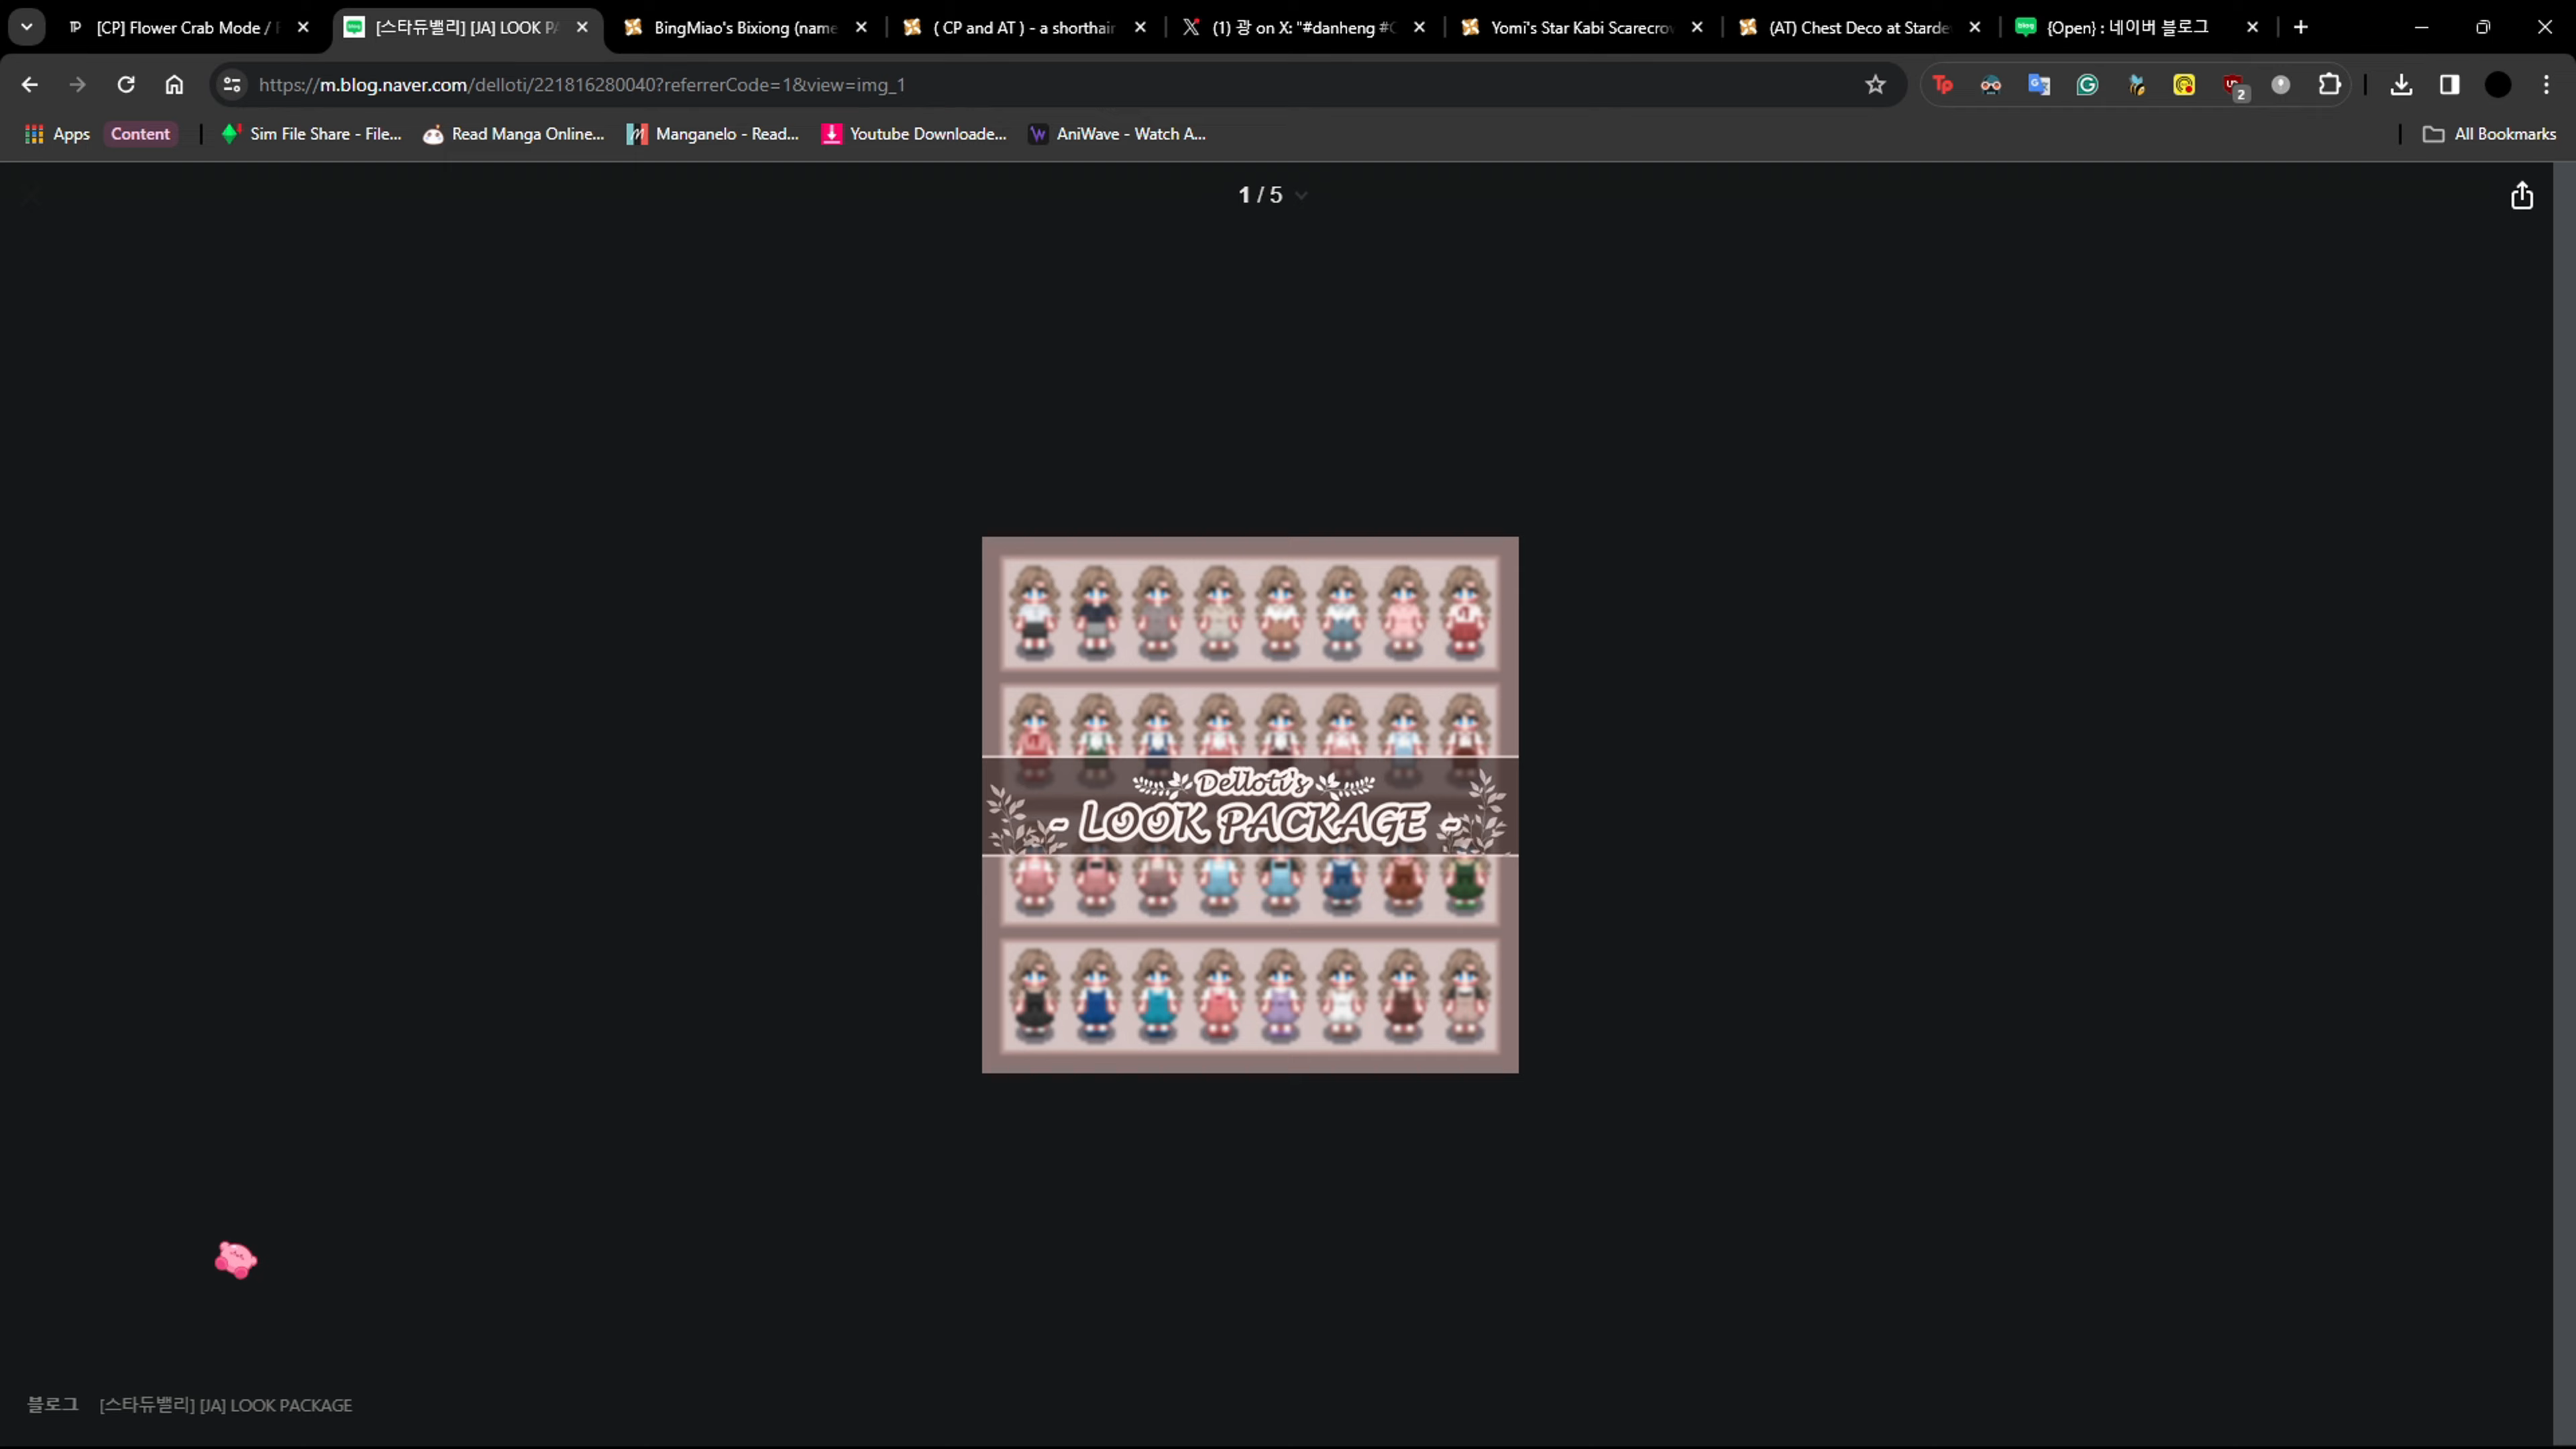 [CP] Flower Crab Mode /
[스타듀밸리] [JA] LOOK PA
BingMiao's Bixiong (name
( CP and AT ) - a shorthair
(1) 광 on X: "#danheng #C
Yomi's Star Kabi Scarecrow
(AT) Chest Deco at Starde
{Open} : 네이버 블로그
https://m.blog.naver.com/delloti/221816280040?referrerCode=1&view=img_1
2
Apps
Content
Sim File Share - File...
Read Manga Online...
Manganelo - Read...
Youtube Downloade...
AniWave - Watch A...
All Bookmarks
1 / 5
Delloti's
- LOOK PACKAGE -
블로그 [스타듀밸리] [JA] LOOK PACKAGE